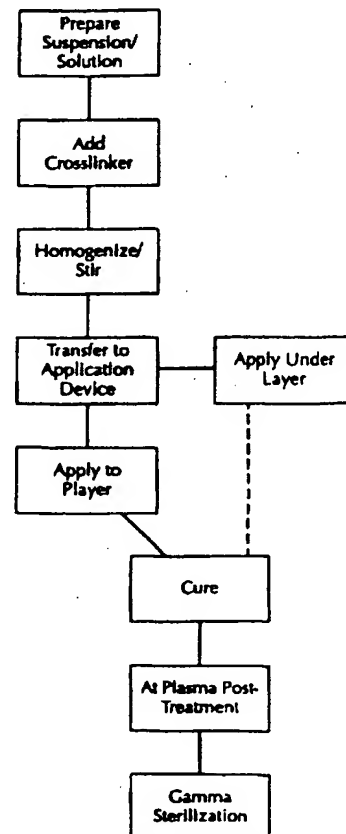 Prepare
Suspension/
Solution
Add
Crosslinker
Homogenize/
Stir
Transfer to
Application
Device
Apply Under
Layer
Apply to
Player
Cure
At Plasma Post-
Treatment
Gamma
Sterilization